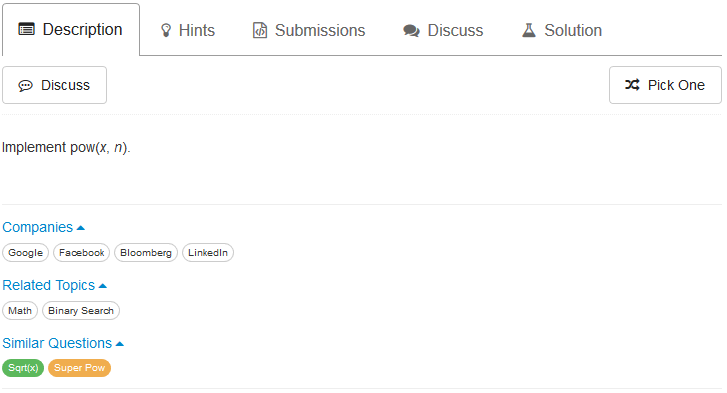 Description Hints Submissions Discuss Solution
Discuss Pick One
Implement pow(x, n).
Companies
Google Facebook Bloomberg LinkedIn
Related Topics
Math Binary Search
Similar Questions
Sqrt(x) Super Pow